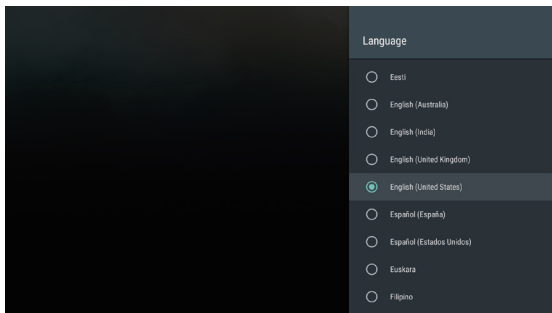 Language
Eesti
English (Australia)
English (India)
English (United Kingdom)
English (United States)
Español (España)
Español (Estados Unidos)
Euskara
Filipino